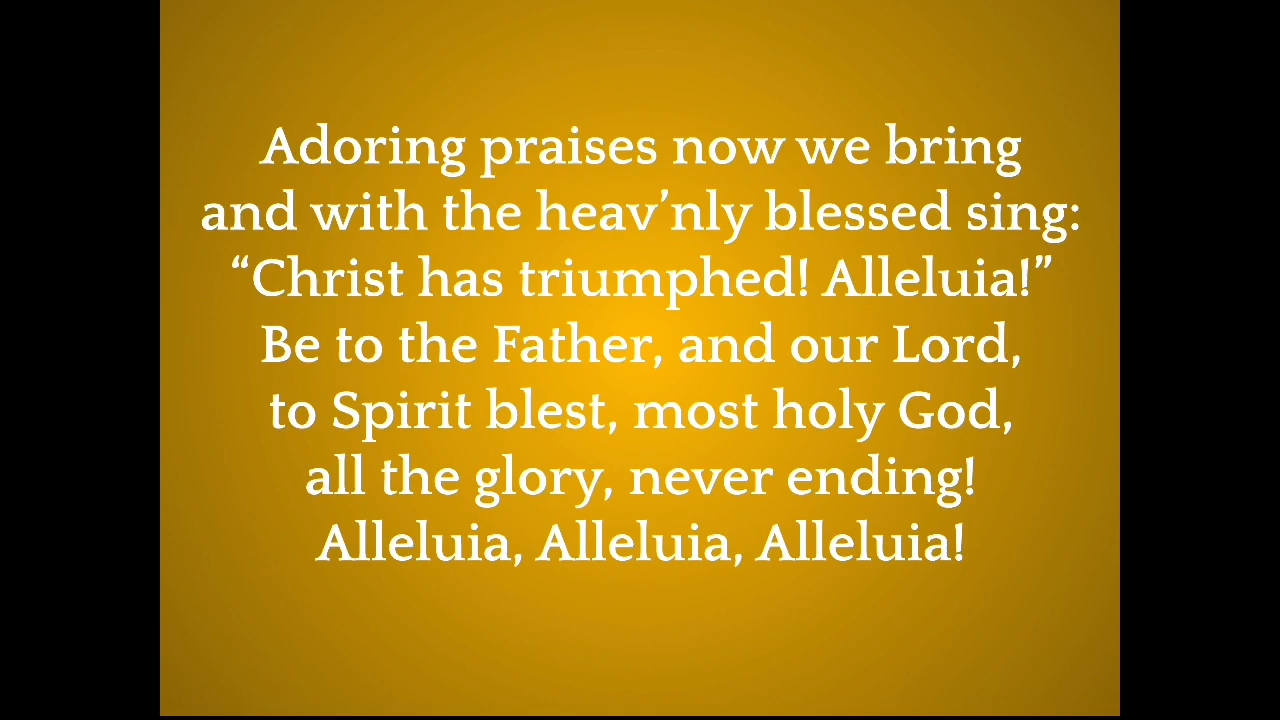 Adoring praises now we bring
and with the heav’nly blessed sing:
“Christ has triumphed! Alleluia!”
Be to the Father, and our Lord,
to Spirit blest, most holy God,
all the glory, never ending!
Alleluia, Alleluia, Alleluia!